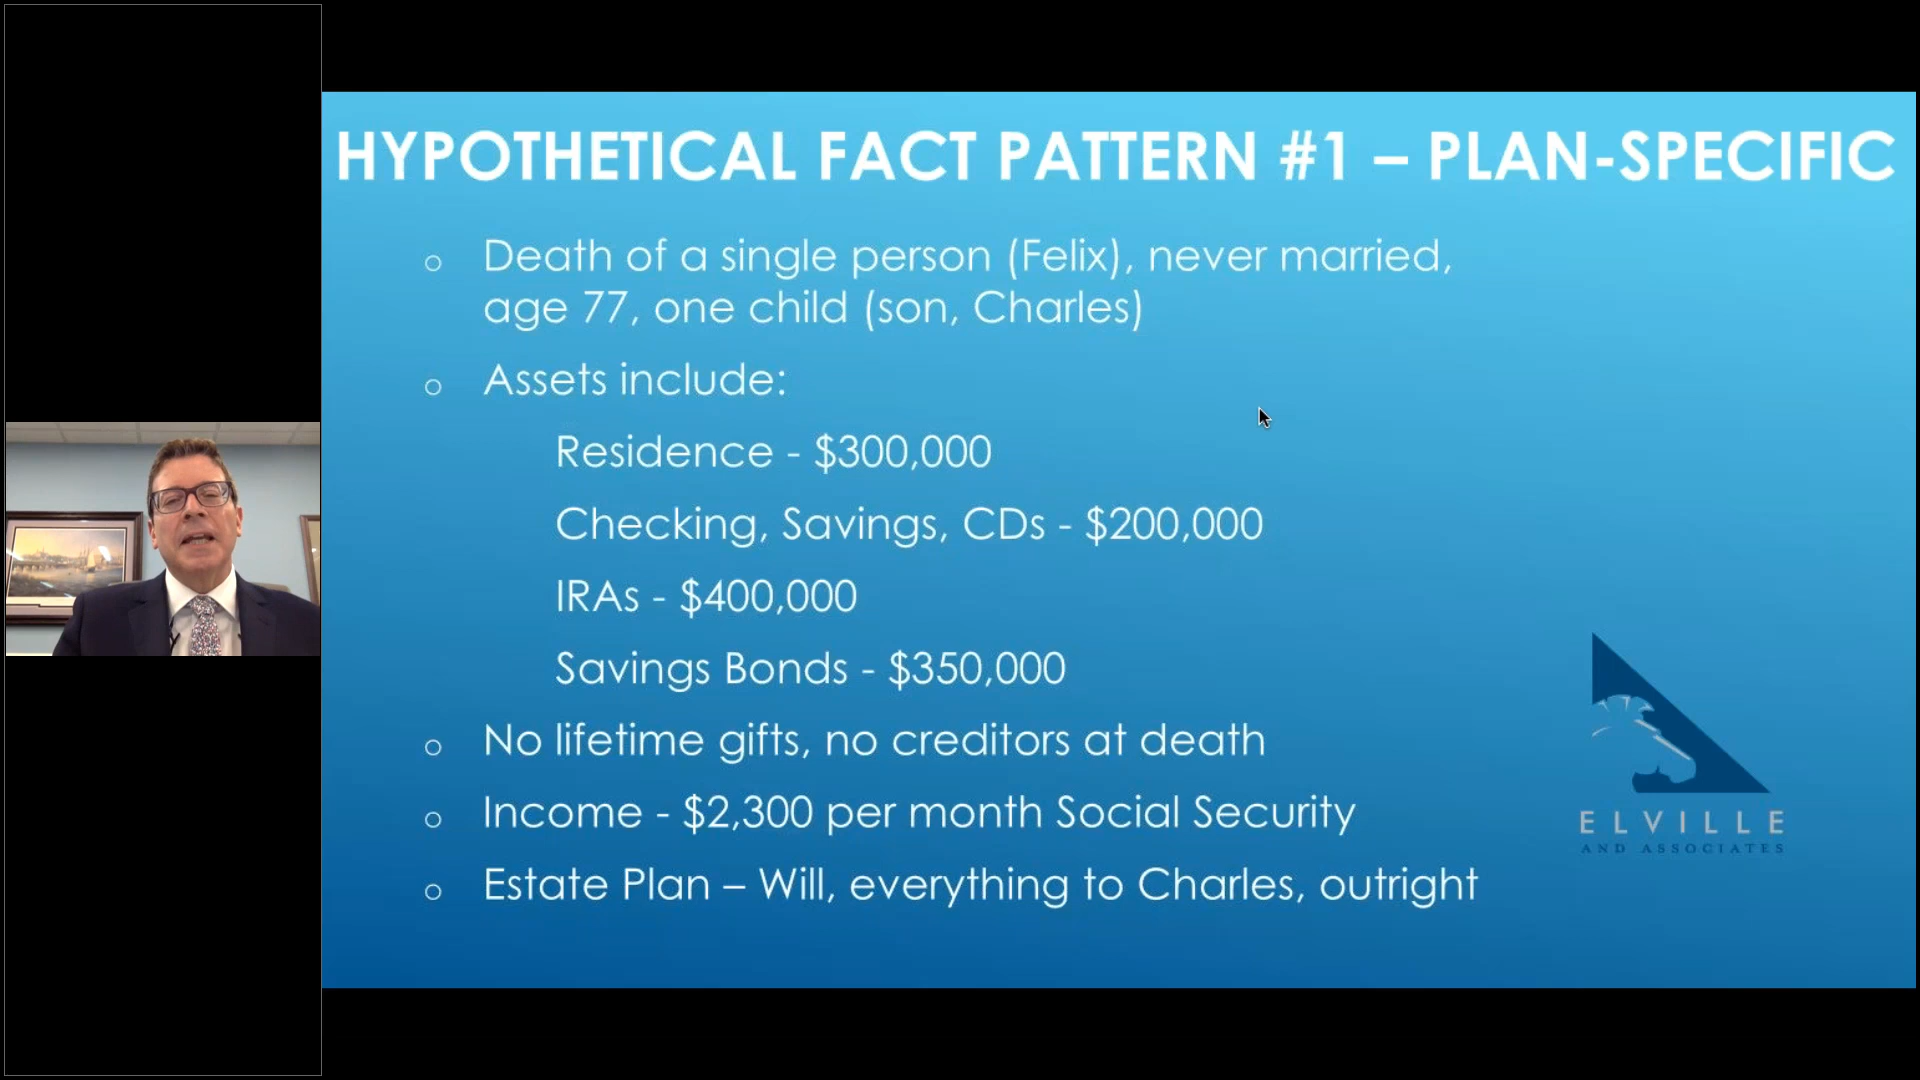 HYPOTHETICAL FACT PATTERN #1 – PLAN-SPECIFIC
Death of a single person (Felix), never married,
age 77, one child (son, Charles)
Assets include:
Residence - $300,000
Checking, Savings, CDs - $200,000
IRAs - $400,000
Savings Bonds - $350,000
No lifetime gifts, no creditors at death
Income - $2,300 per month Social Security
Estate Plan – Will, everything to Charles, outright
ELVILLE
AND ASSOCIATES